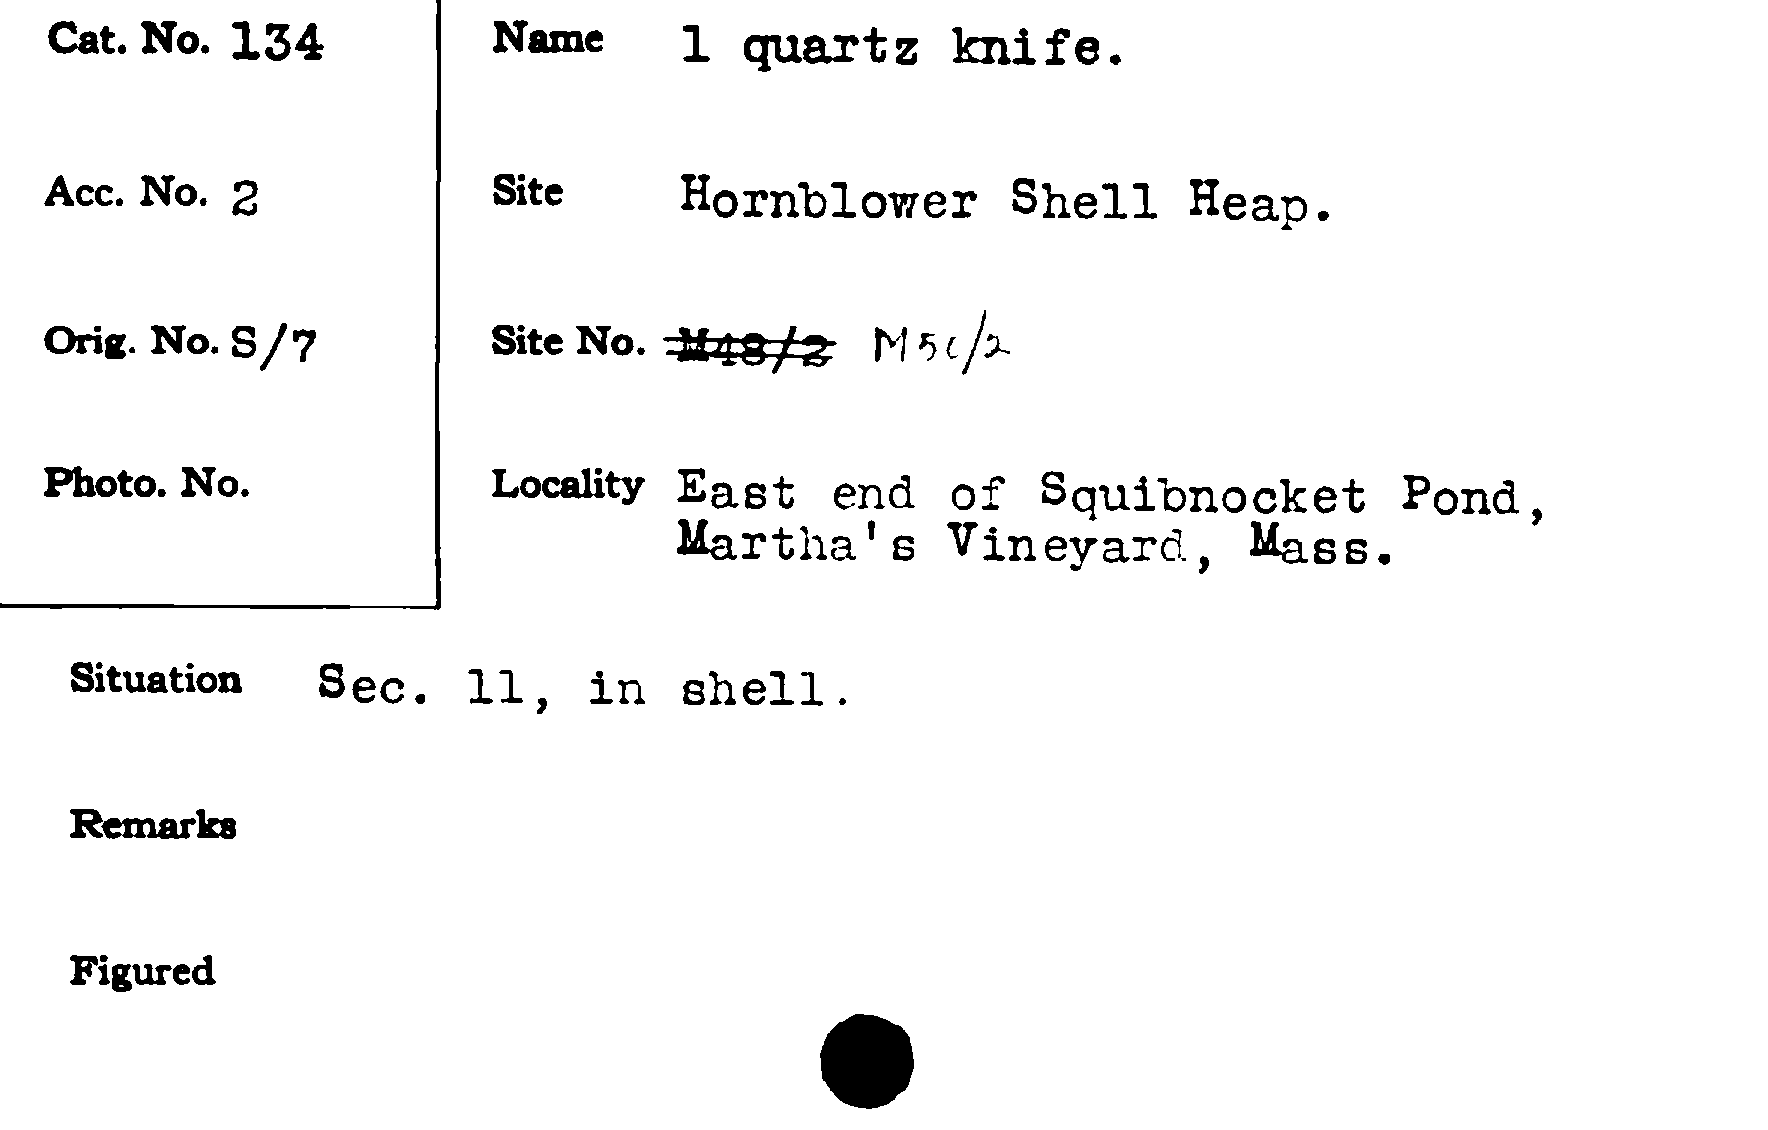 Cat. No. 134
Name 1 quartz knife.
Acc. No. 2
Site Hornblower Shell Heap.
Orig. No. S/7
Site No. M48/2
Photo. No.
Locality East end of Squibnocket Pond,
Martha's Vineyard, Mass.
Situation Sec. 11, in shell.
Remarks
Figured